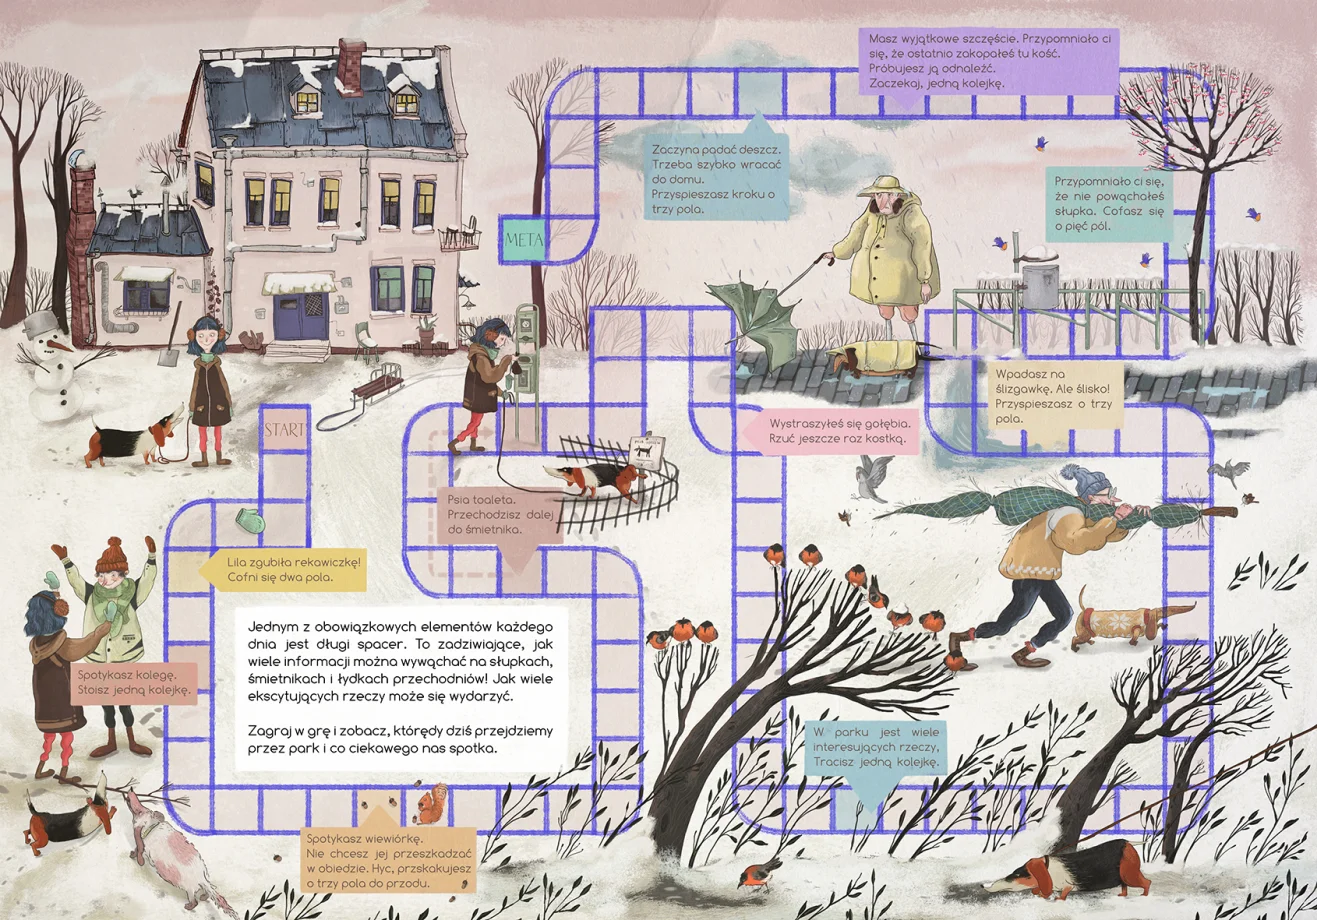 Masz wyjątkowe szczęście. Przypomniało ci
się, że ostatnio zakopałeś tu kość.
Próbujesz ją odnaleźć.
Zaczekaj, jedną kolejkę.
Zaczyna padać deszcz.
Trzeba szybko wracać
do domu.
Przyspieszasz kroku o
trzy pola.
Przypomniało ci się,
że nie powąchałeś
słupka. Cofasz się
o pięć pól.
META
Wpadasz na
ślizgawkę. Ale ślisko!
Przyspieszasz o trzy
pola.
START
Wystraszyłeś się gołębia.
Rzuć jeszcze raz kostką.
Psia toaleta.
Przechodzisz dalej
do śmietnika.
Lila zgubiła rekawiczkę!
Cofni się dwa pola.
Jednym z obowiązkowych elementów każdego
dnia jest długi spacer. To zadziwiające, jak
wiele informacji można wywąchać na słupkach,
śmietnikach i łydkach przechodniów! Jak wiele
ekscytujących rzeczy może się wydarzyć.
Zagraj w grę i zobacz, którędy dziś przejdziemy
przez park i co ciekawego nas spotka.
Spotykasz kolegę.
Stoisz jedną kolejkę.
W parku jest wiele
interesujących rzeczy,
Tracisz jedną kolejkę.
Spotykasz wiewiórkę.
Nie chcesz jej przeszkadzać
w obiedzie. Hyc, przskakujesz
o trzy pola do przodu.